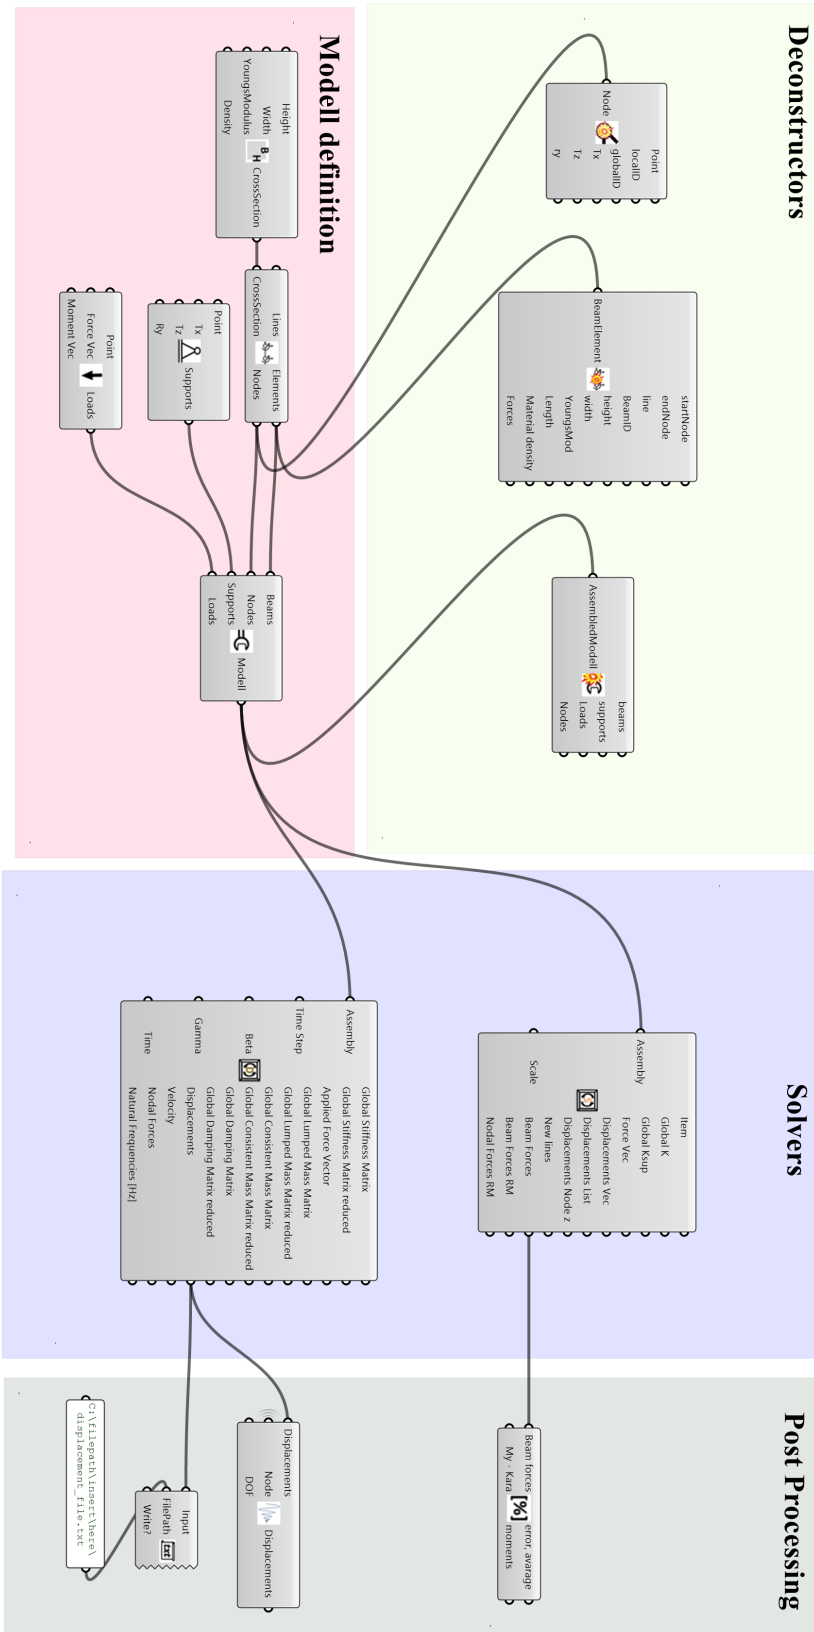 Modell definition
Height
Width
YoungsModulus
Density
CrossSection
Lines
CrossSection
Elements
Nodes
Point
Tx
Tz
Ry
Supports
Point
Force Vec
Moment Vec
Loads
Beams
Nodes
Supports
Loads
Modell
Deconstructors
Node
Point
localID
globalID
Tx
Tz
ry
BeamElement
startNode
endNode
line
BeamID
height
width
YoungsMod
Length
Material density
Forces
AssembledModell
beams
supports
Loads
Nodes
Solvers
Assembly
Scale
Item
Global K
Global Ksup
Force Vec
Displacements Vec
Displacements List
Displacements Node z
New lines
Beam Forces
Beam Forces RM
Nodal Forces RM
Assembly
Time Step
Beta
Gamma
Time
Global Stiffness Matrix
Global Stiffness Matrix reduced
Applied Force Vector
Global Lumped Mass Matrix
Global Lumped Mass Matrix reduced
Global Consistent Mass Matrix
Global Consistent Mass Matrix reduced
Global Damping Matrix
Global Damping Matrix reduced
Displacements
Velocity
Nodal Forces
Natural Frequencies [Hz]
Post Processing
Beam forces
My - Kara
[%]
error, avarage
moments
Displacements
Node
DOF
Displacements
Input
FilePath
Write?
.txt
C:\filepath\insert\here\
displacement_file.txt